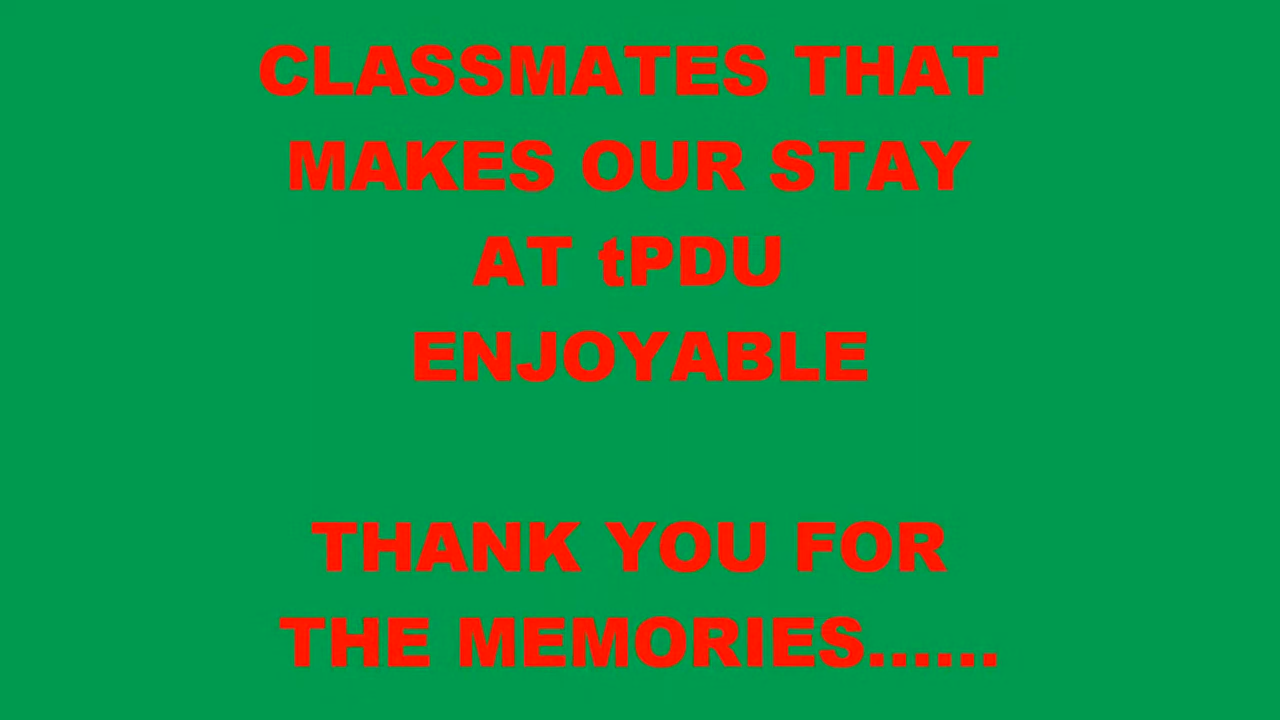 CLASSMATES THAT
MAKES OUR STAY
AT tPDU
ENJOYABLE
THANK YOU FOR
THE MEMORIES......